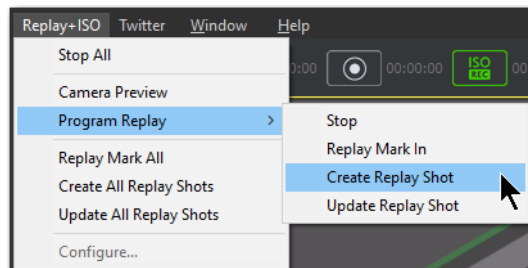 Replay+ISO Twitter Window Help
Stop All
:00 00:00:00 ISO REC 00
Camera Preview
Program Replay >
Stop
Replay Mark In
Create Replay Shot
Update Replay Shot
Replay Mark All
Create All Replay Shots
Update All Replay Shots
Configure...